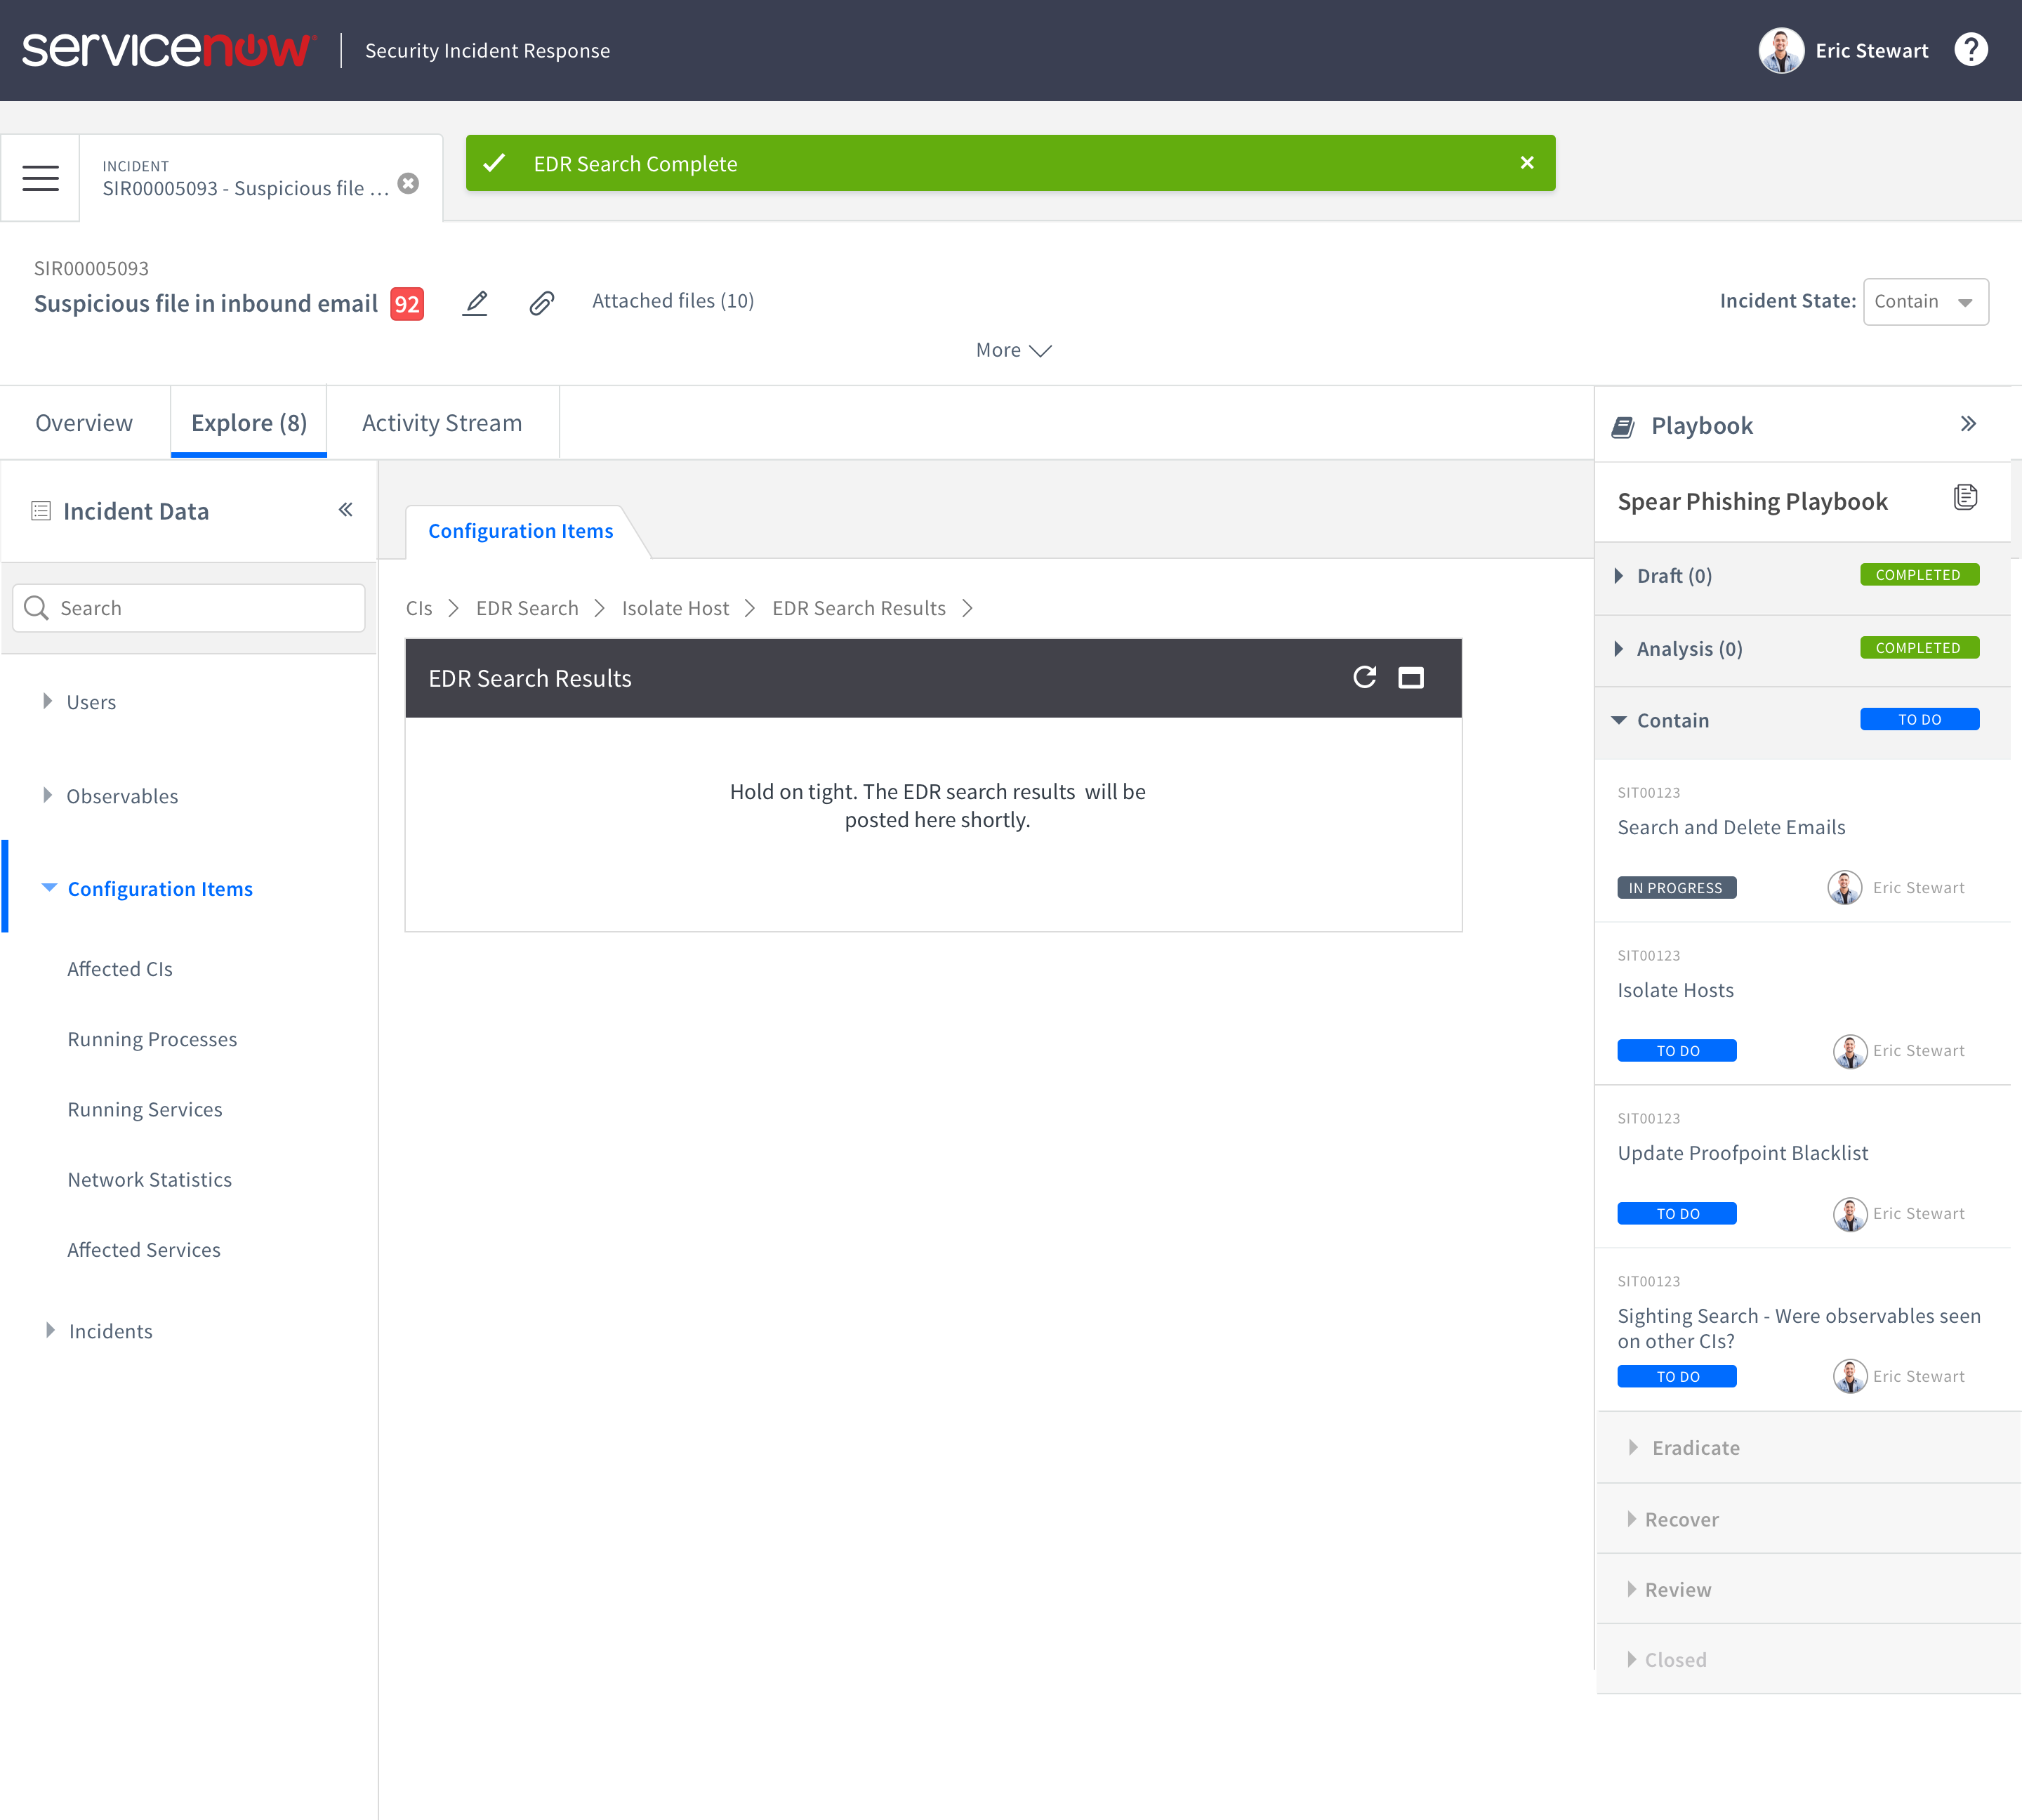 servicenow
Security Incident Response
Eric Stewart
?
INCIDENT
SIR00005093 - Suspicious file ...
EDR Search Complete
SIR00005093
Suspicious file in inbound email 92
Attached files (10)
Incident State: Contain
More
Overview
Explore (8)
Activity Stream
Incident Data
Search
Users
Observables
Configuration Items
Affected CIs
Running Processes
Running Services
Network Statistics
Affected Services
Incidents
Configuration Items
CIs
EDR Search
Isolate Host
EDR Search Results
EDR Search Results
Hold on tight. The EDR search results will be
posted here shortly.
Playbook
Spear Phishing Playbook
Draft (0) COMPLETED
Analysis (0) COMPLETED
Contain TO DO
SIT00123
Search and Delete Emails
IN PROGRESS Eric Stewart
SIT00123
Isolate Hosts
TO DO Eric Stewart
SIT00123
Update Proofpoint Blacklist
TO DO Eric Stewart
SIT00123
Sighting Search - Were observables seen
on other CIs?
TO DO Eric Stewart
Eradicate
Recover
Review
Closed